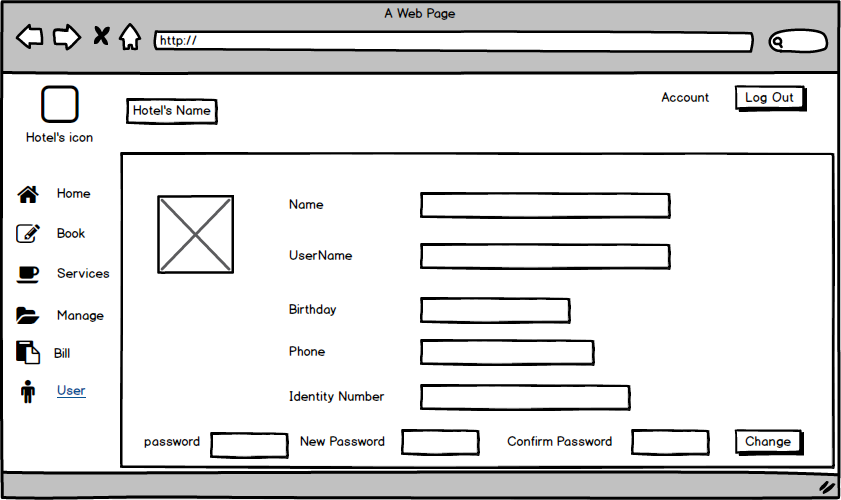 A Web Page
http://
Hotel's icon
Hotel's Name
Account
Log Out
Home
Book
Services
Manage
Bill
User
Name
UserName
Birthday
Phone
Identity Number
password
New Password
Confirm Password
Change